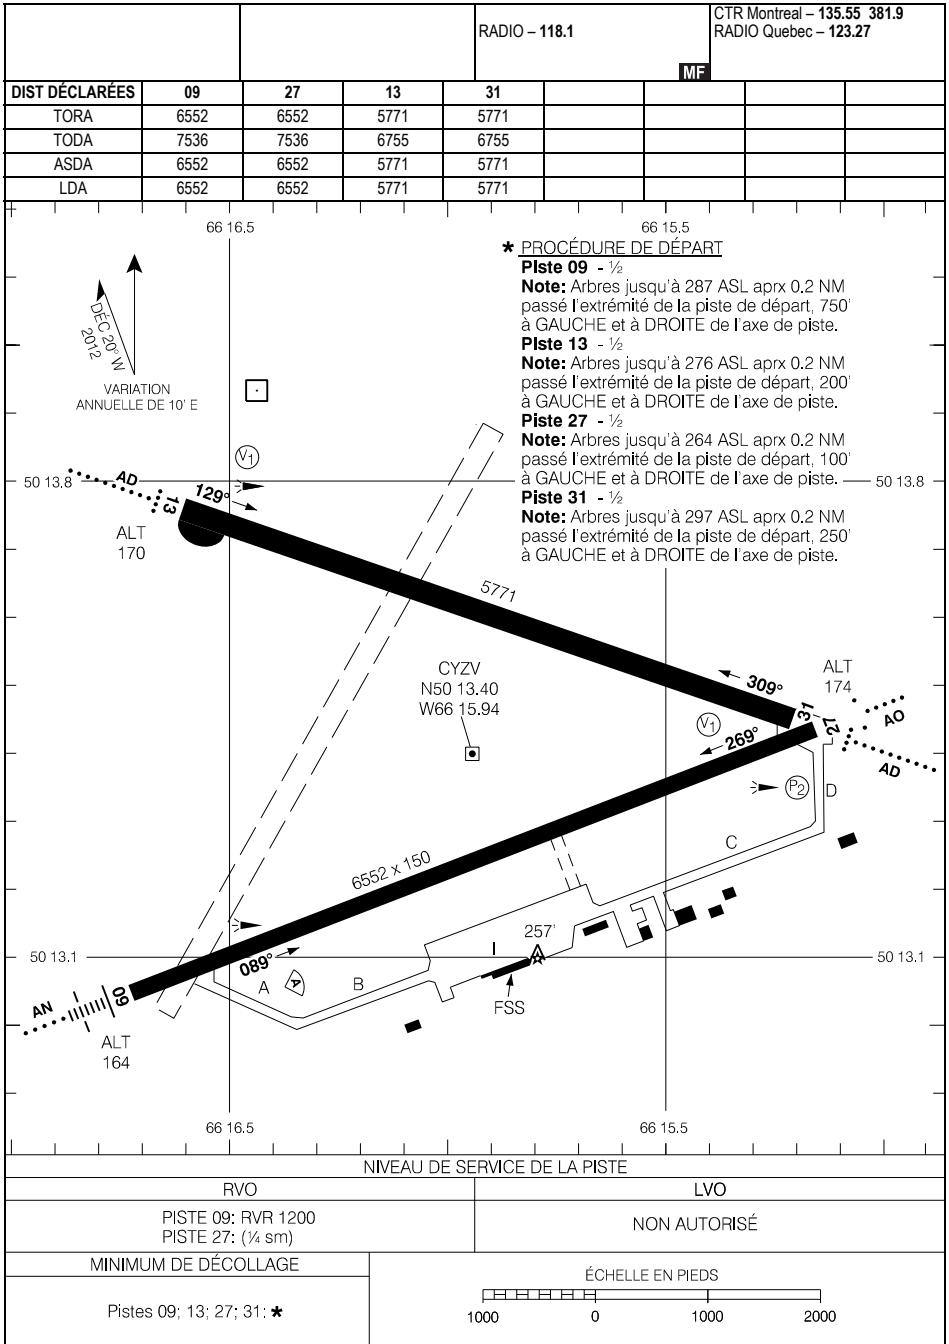 RADIO – 118.1
MF
CTR Montreal – 135.55 381.9
RADIO Quebec – 123.27
DIST DÉCLARÉES 09 27 13 31
TORA 6552 6552 5771 5771
TODA 7536 7536 6755 6755
ASDA 6552 6552 5771 5771
LDA 6552 6552 5771 5771
66 16.5
66 15.5
* PROCÉDURE DE DÉPART
Piste 09 - ½
Note: Arbres jusqu'à 287 ASL aprx 0.2 NM
passé l'extrémité de la piste de départ, 750'
à GAUCHE et à DROITE de l'axe de piste.
Piste 13 - ½
Note: Arbres jusqu'à 276 ASL aprx 0.2 NM
passé l'extrémité de la piste de départ, 200'
à GAUCHE et à DROITE de l'axe de piste.
Piste 27 - ½
Note: Arbres jusqu'à 264 ASL aprx 0.2 NM
passé l'extrémité de la piste de départ, 100'
à GAUCHE et à DROITE de l'axe de piste.
Piste 31 - ½
Note: Arbres jusqu'à 297 ASL aprx 0.2 NM
passé l'extrémité de la piste de départ, 250'
à GAUCHE et à DROITE de l'axe de piste.
DÉC 20° W
2012
VARIATION
ANNUELLE DE 10' E
V1
50 13.8
50 13.8
AD
13
129°
ALT
170
5771
CYZV
N50 13.40
W66 15.94
309°
ALT
174
31
27
AO
AD
V1
269°
P2
D
C
6552 x 150
257'
I
50 13.1
50 13.1
089°
A
A
B
FSS
AN
09
ALT
164
66 16.5
66 15.5
NIVEAU DE SERVICE DE LA PISTE
RVO
LVO
PISTE 09: RVR 1200
PISTE 27: (¼ sm)
NON AUTORISÉ
MINIMUM DE DÉCOLLAGE
Pistes 09; 13; 27; 31: *
ÉCHELLE EN PIEDS
1000 0 1000 2000